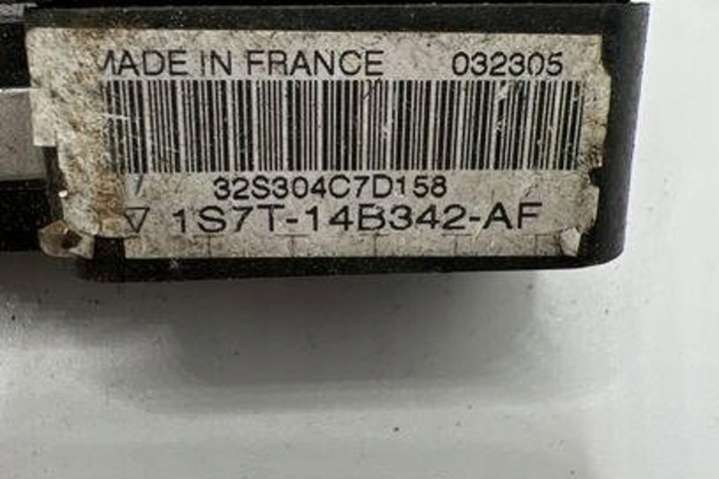 MADE IN FRANCE 032305
32S304C7D158
1S7T-14B342-AF